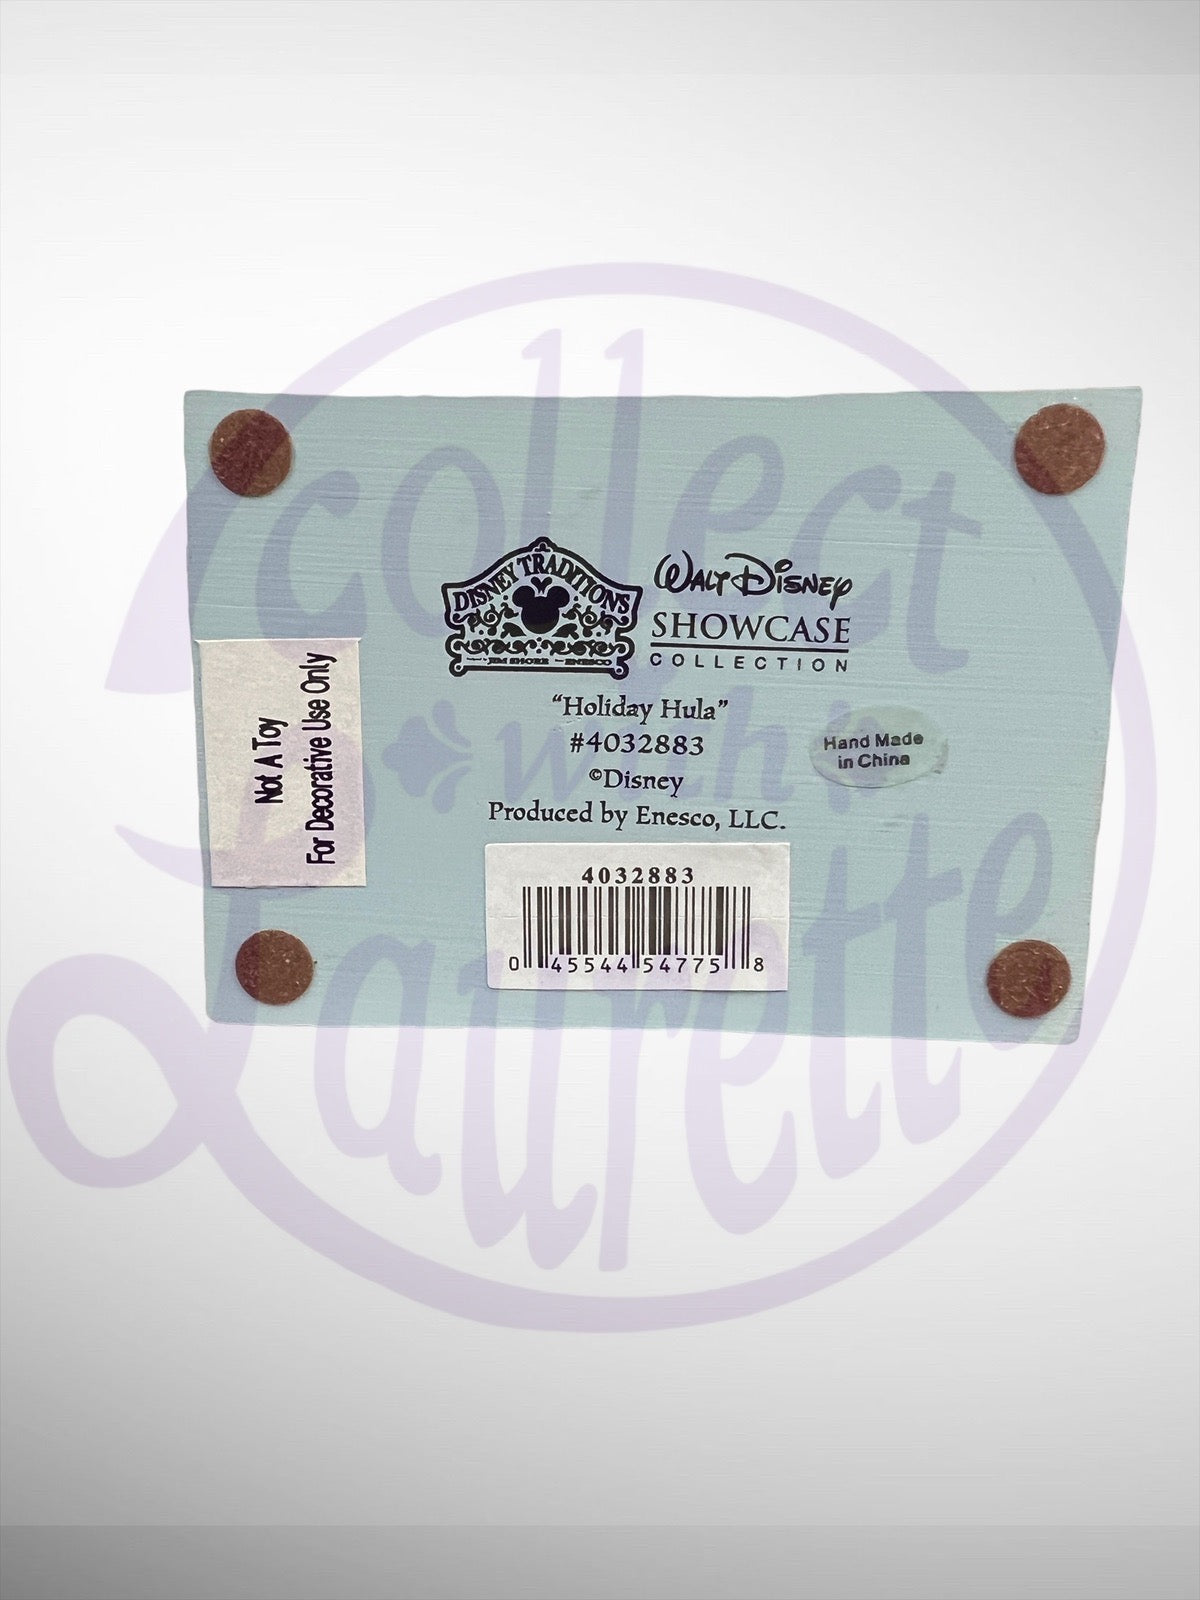 DISNEY TRADITIONS
JIM SHORE
ENESCO
WALT DISNEY
SHOWCASE
COLLECTION
“Holiday Hula”
#4032883
©Disney
Produced by Enesco, LLC.
Hand Made
in China
Not A Toy
For Decorative Use Only
4032883
0 45544 54775 8
collect
with
Laurette